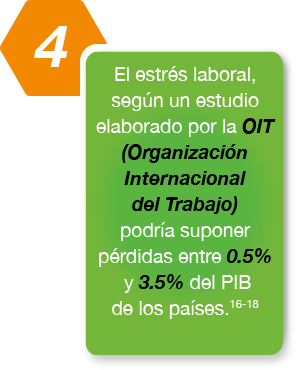 4
El estrés laboral,
según un estudio
elaborado por la OIT
(Organización
Internacional
del Trabajo)
podría suponer
pérdidas entre 0.5%
y 3.5% del PIB
de los países.16-18